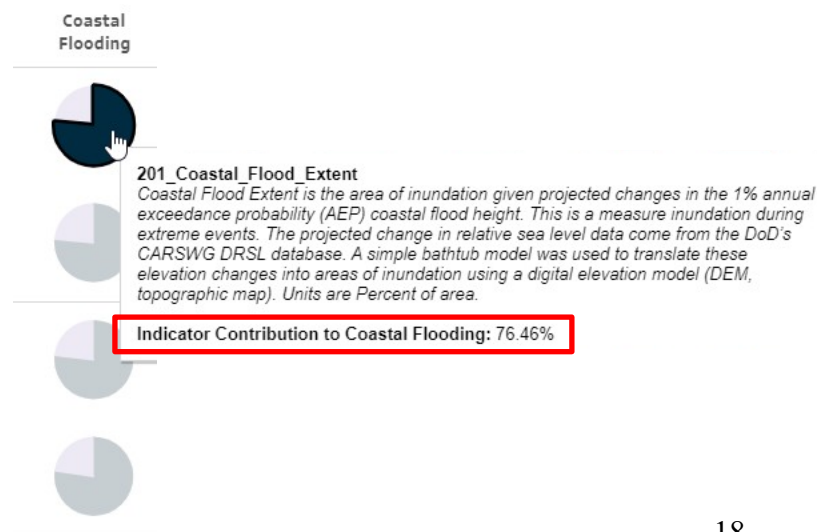 Coastal
Flooding
201_Coastal_Flood_Extent
Coastal Flood Extent is the area of inundation given projected changes in the 1% annual
exceedance probability (AEP) coastal flood height. This is a measure inundation during
extreme events. The projected change in relative sea level data come from the DoD's
CARSWG DRSL database. A simple bathtub model was used to translate these
elevation changes into areas of inundation using a digital elevation model (DEM,
topographic map). Units are Percent of area.
Indicator Contribution to Coastal Flooding: 76.46%
18